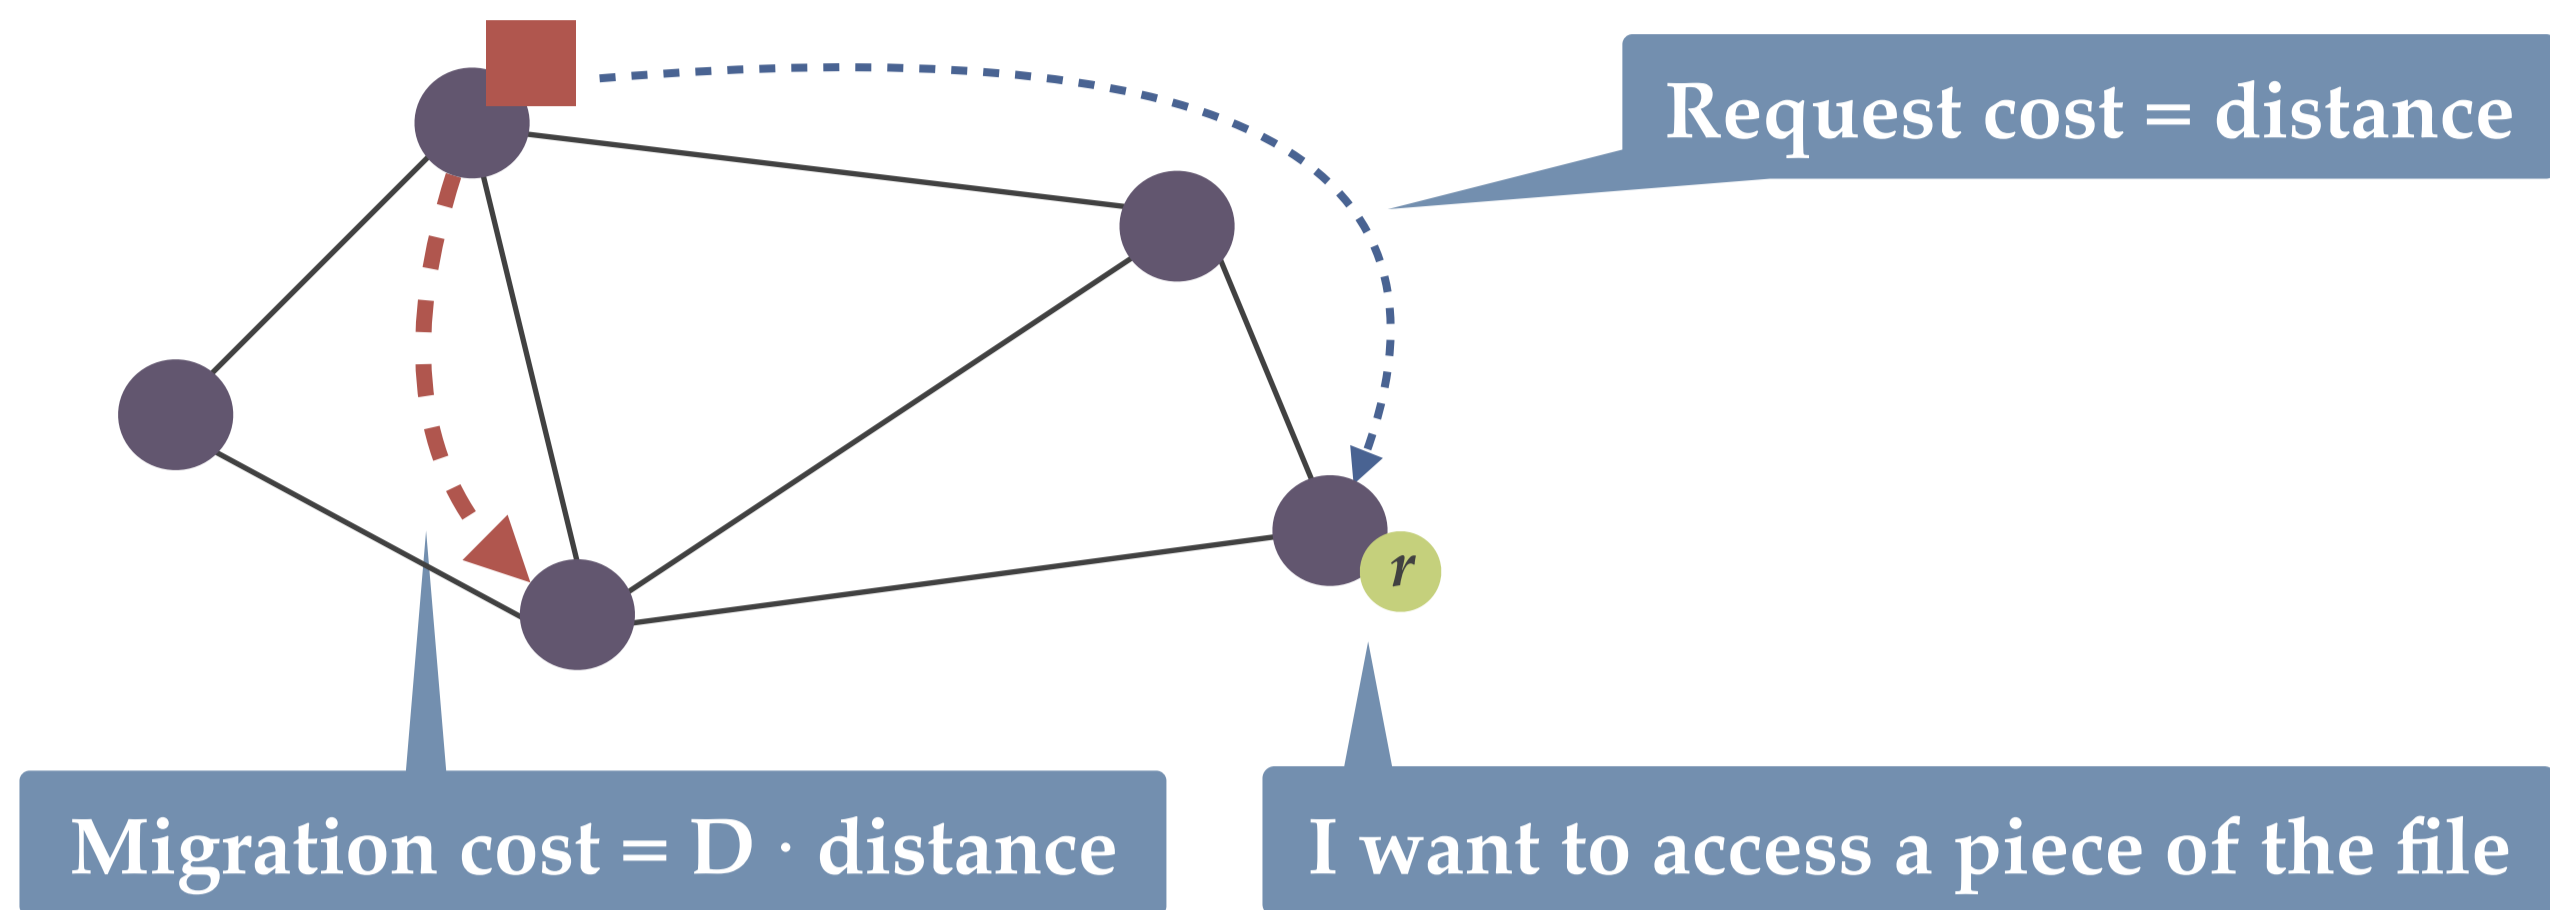 Request cost = distance
r
Migration cost = D · distance
I want to access a piece of the file